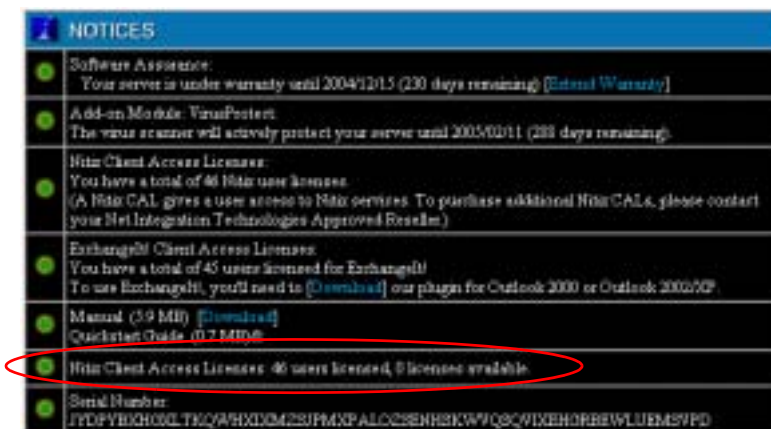 NOTICES
Software Assurance:
Your server is under warranty until 2004/12/15 (230 days remaining) [Extend Warranty]
Add-on Module: VirusProtect
The virus scanner will actively protect your server until 2005/02/11 (288 days remaining).
Nitix Client Access Licenses:
You have a total of 46 Nitix user licenses.
(A Nitix CAL gives a user access to Nitix services. To purchase additional Nitix CALs, please contact
your Net Integration Technologies Approved Reseller.)
ExchangeIt! Client Access Licenses:
You have a total of 45 users licensed for ExchangeIt!
To use ExchangeIt!, you'll need to [Download] our plugin for Outlook 2000 or Outlook 2002/XP.
Manual (5.9 MB) [Download]
Quickstart Guide (0.7 MB)
Nitix Client Access Licenses: 46 users licensed, 0 licenses available.
Serial Number: